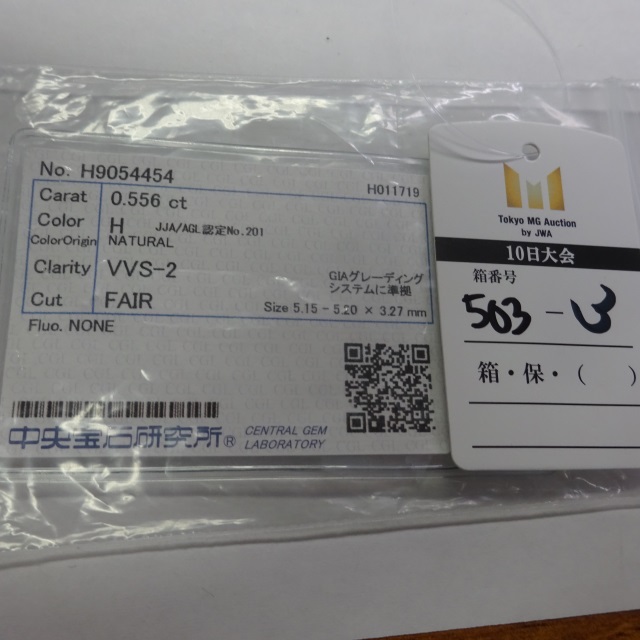 No. H9054454
H011719
Carat 0.556 ct
Color H JJA/AGL認定No.201
ColorOrigin NATURAL
Clarity VVS-2
GIAグレーディング
システムに準拠
Cut FAIR
Size 5.15 - 5.20 × 3.27 mm
Fluo. NONE
中央宝石研究所®
CENTRAL GEM
LABORATORY
Tokyo MG Auction
by JWA
10日大会
箱番号
503 -
箱・保・( )